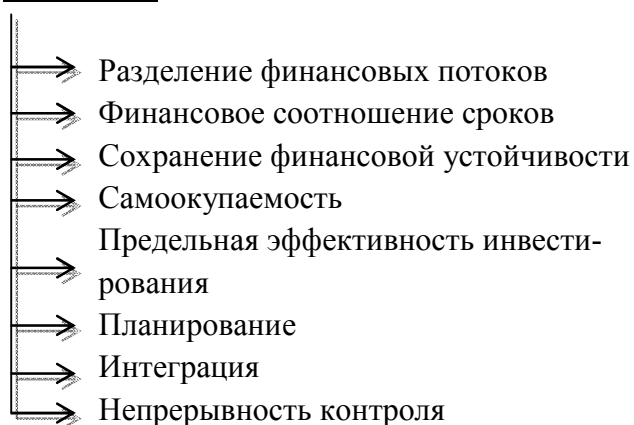 Разделение финансовых потоков
Финансовое соотношение сроков
Сохранение финансовой устойчивости
Самоокупаемость
Предельная эффективность инвести-
рования
Планирование
Интеграция
Непрерывность контроля